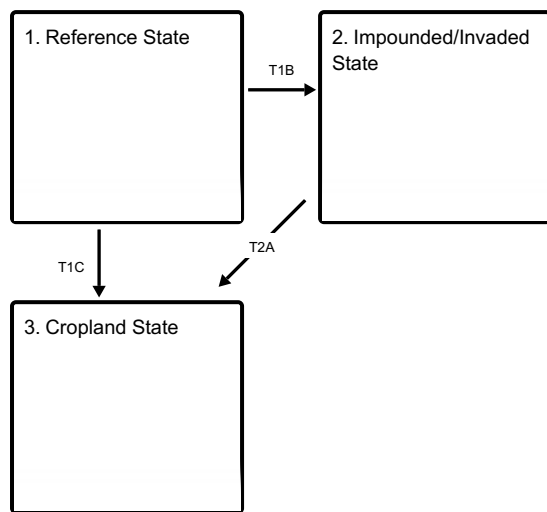 1. Reference State
2. Impounded/Invaded
State
T1B
T2A
T1C
3. Cropland State